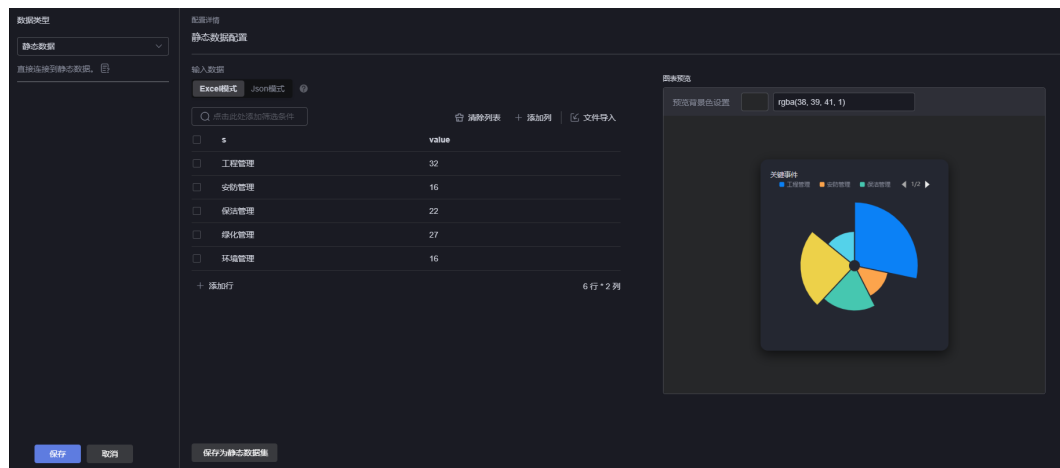 数据类型
静态数据
直接连接到静态数据。
保存 取消
配置详情
静态数据配置
输入数据
Excel模式 Json模式
点击此处添加筛选条件
清除列表 添加列 文件导入
s value
工程管理 32
安防管理 16
保洁管理 22
绿化管理 27
环境管理 16
添加行 6 行 * 2 列
保存为静态数据集
图表预览
预览背景色设置 rgba(38, 39, 41, 1)
关键事件
工程管理 安防管理 保洁管理 1/2